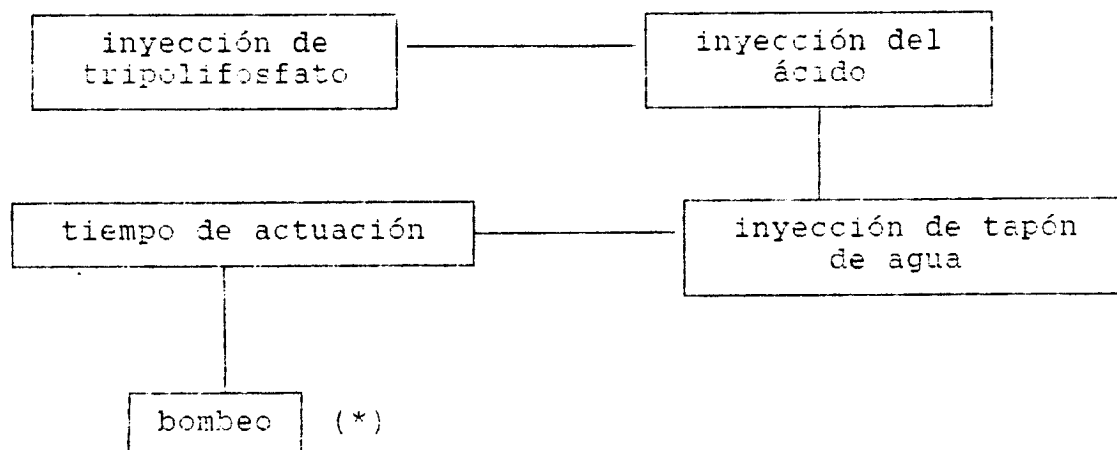 inyección de
tripolifosfato
inyección del
ácido
tiempo de actuación
inyección de tapón
de agua
bombeo (*)